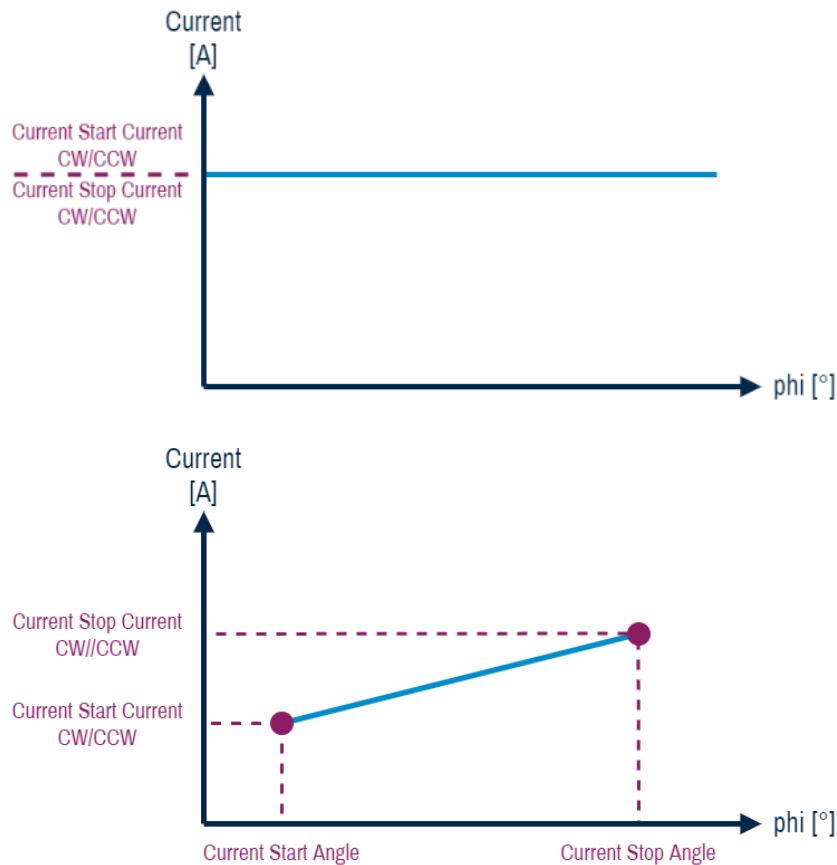 Current
[A]
Current Start Current
CW/CCW
Current Stop Current
CW/CCW
phi [°]
Current
[A]
Current Stop Current
CW//CCW
Current Start Current
CW/CCW
phi [°]
Current Start Angle
Current Stop Angle